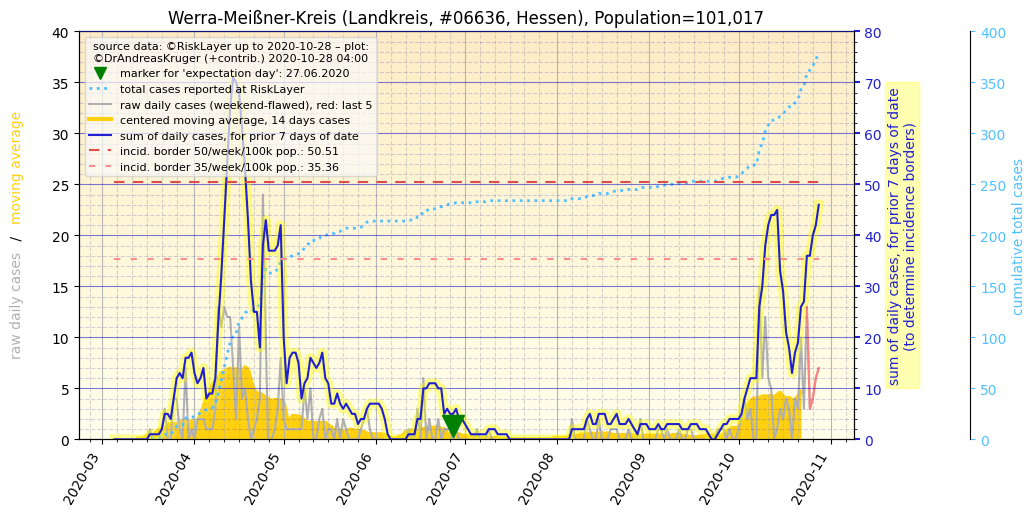 Werra-Meißner-Kreis (Landkreis, #06636, Hessen), Population=101,017
source data: ©RiskLayer up to 2020-10-28 – plot:
©DrAndreasKruger (+contrib.) 2020-10-28 04:00
marker for 'expectation day': 27.06.2020
total cases reported at RiskLayer
raw daily cases (weekend-flawed), red: last 5
centered moving average, 14 days cases
sum of daily cases, for prior 7 days of date
incid. border 50/week/100k pop.: 50.51
incid. border 35/week/100k pop.: 35.36
raw daily cases / moving average
40
35
30
25
20
15
10
5
0
80
70
60
50
40
30
20
10
0
sum of daily cases, for prior 7 days of date
(to determine incidence borders)
400
350
300
250
200
150
100
50
0
cumulative total cases
2020-03
2020-04
2020-05
2020-06
2020-07
2020-08
2020-09
2020-10
2020-11